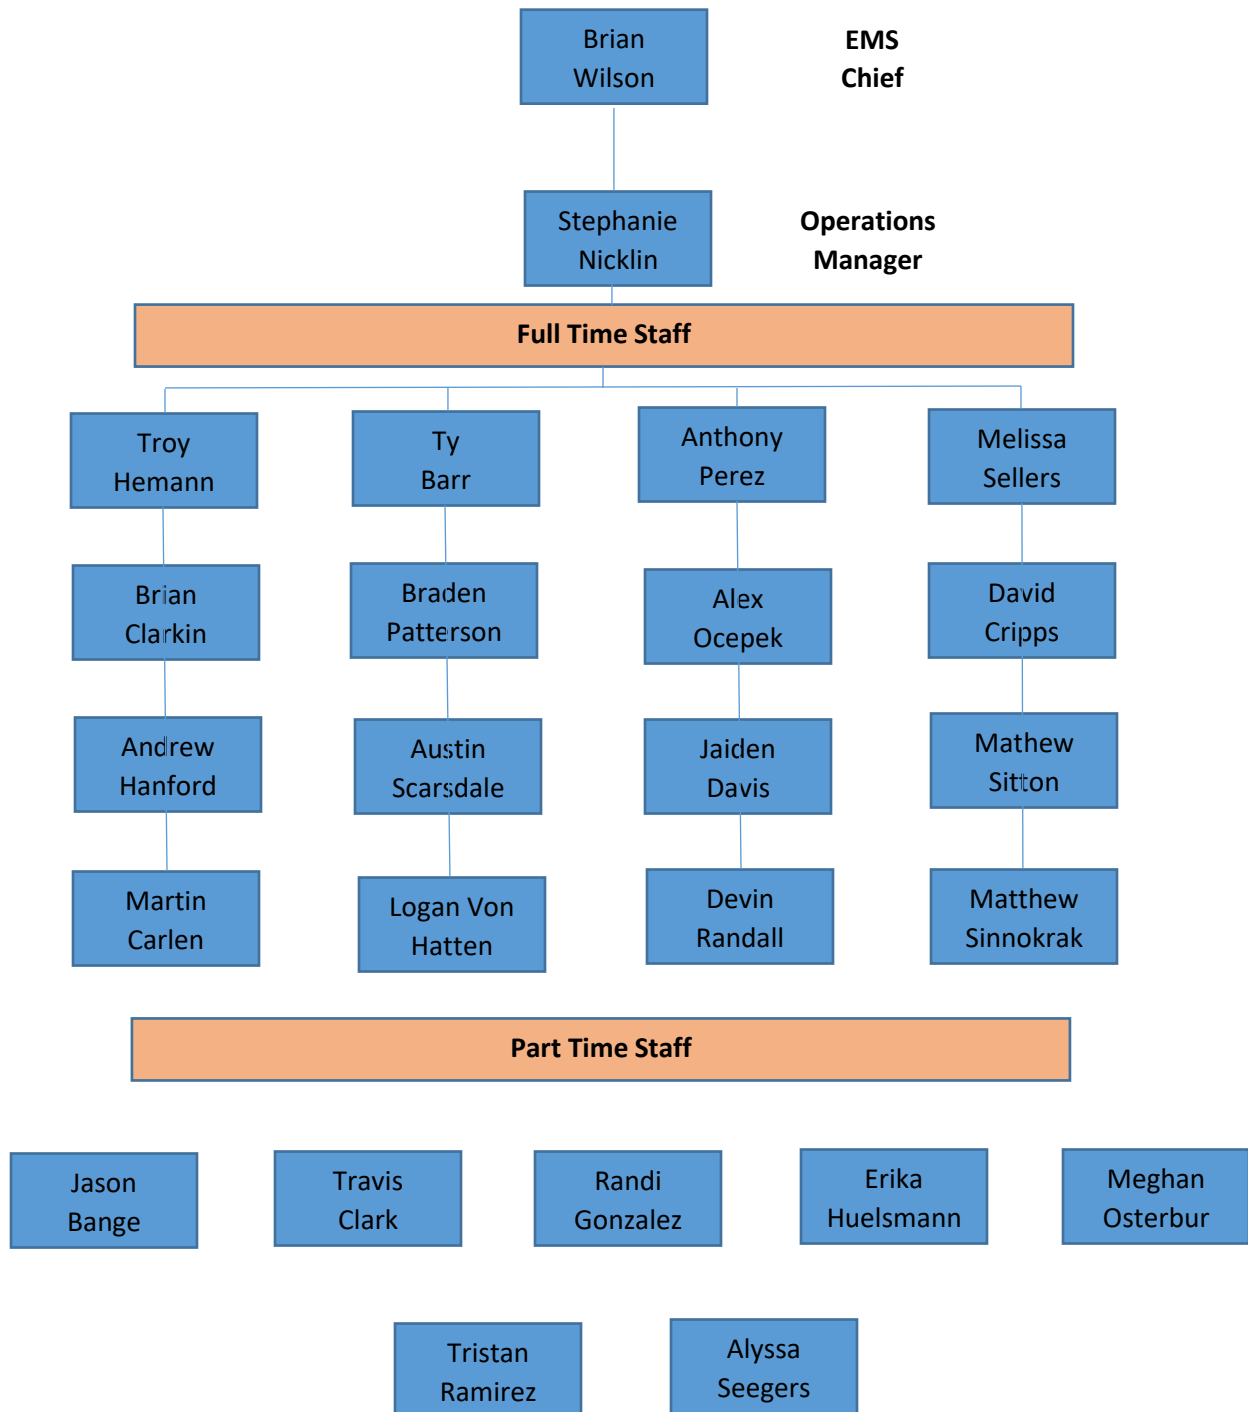 Brian
Wilson
EMS
Chief
Stephanie
Nicklin
Operations
Manager
Full Time Staff
Troy
Hemann
Ty
Barr
Anthony
Perez
Melissa
Sellers
Brian
Clarkin
Braden
Patterson
Alex
Ocepek
David
Cripps
Andrew
Hanford
Austin
Scarsdale
Jaiden
Davis
Mathew
Sitton
Martin
Carlen
Logan Von
Hatten
Devin
Randall
Matthew
Sinnokrak
Part Time Staff
Jason
Bange
Travis
Clark
Randi
Gonzalez
Erika
Huelsmann
Meghan
Osterbur
Tristan
Ramirez
Alyssa
Seegers